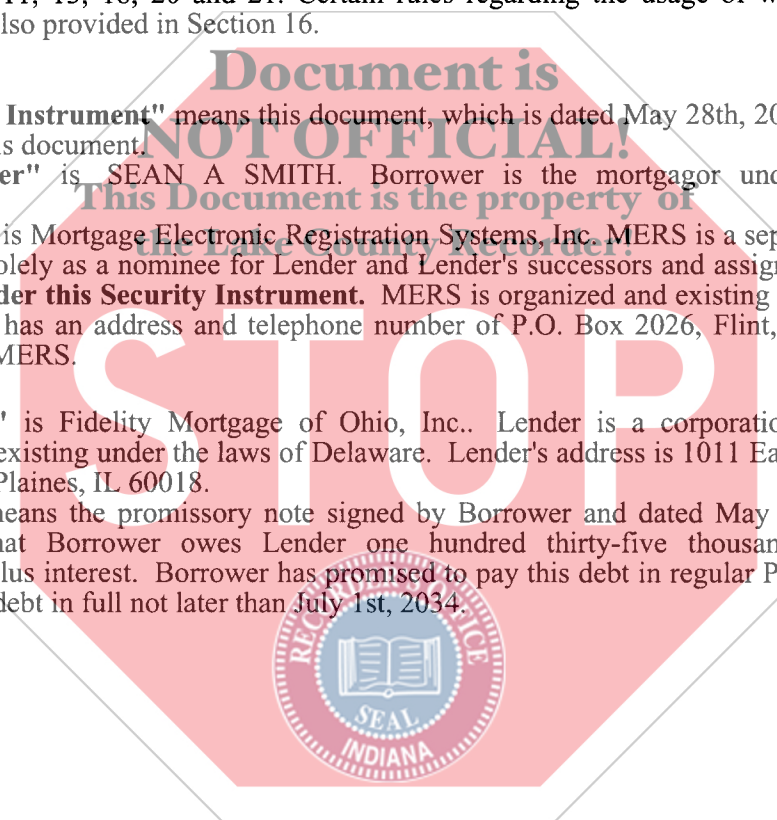 11, 13, 18, 20 and 21. Certain rules regarding the usage of w
lso provided in Section 16.
Document is
Instrument" means this document, which is dated May 28th, 20
is document.
NOT OFFICIAL!
er" is SEAN A SMITH. Borrower is the mortgagor und
This Document is the property of
is Mortgage Electronic Registration Systems, Inc. MERS is a sep
the Lake County Recorder!
olely as a nominee for Lender and Lender's successors and assign
der this Security Instrument. MERS is organized and existing
has an address and telephone number of P.O. Box 2026, Flint,
MERS.
STOP
" is Fidelity Mortgage of Ohio, Inc.. Lender is a corporatio
existing under the laws of Delaware. Lender's address is 1011 Ea
Plaines, IL 60018.
neans the promissory note signed by Borrower and dated May
nat Borrower owes Lender one hundred thirty-five thousan
lus interest. Borrower has promised to pay this debt in regular P
debt in full not later than July 1st, 2034.
RECORDER'S OFFICE
SEAL
INDIANA